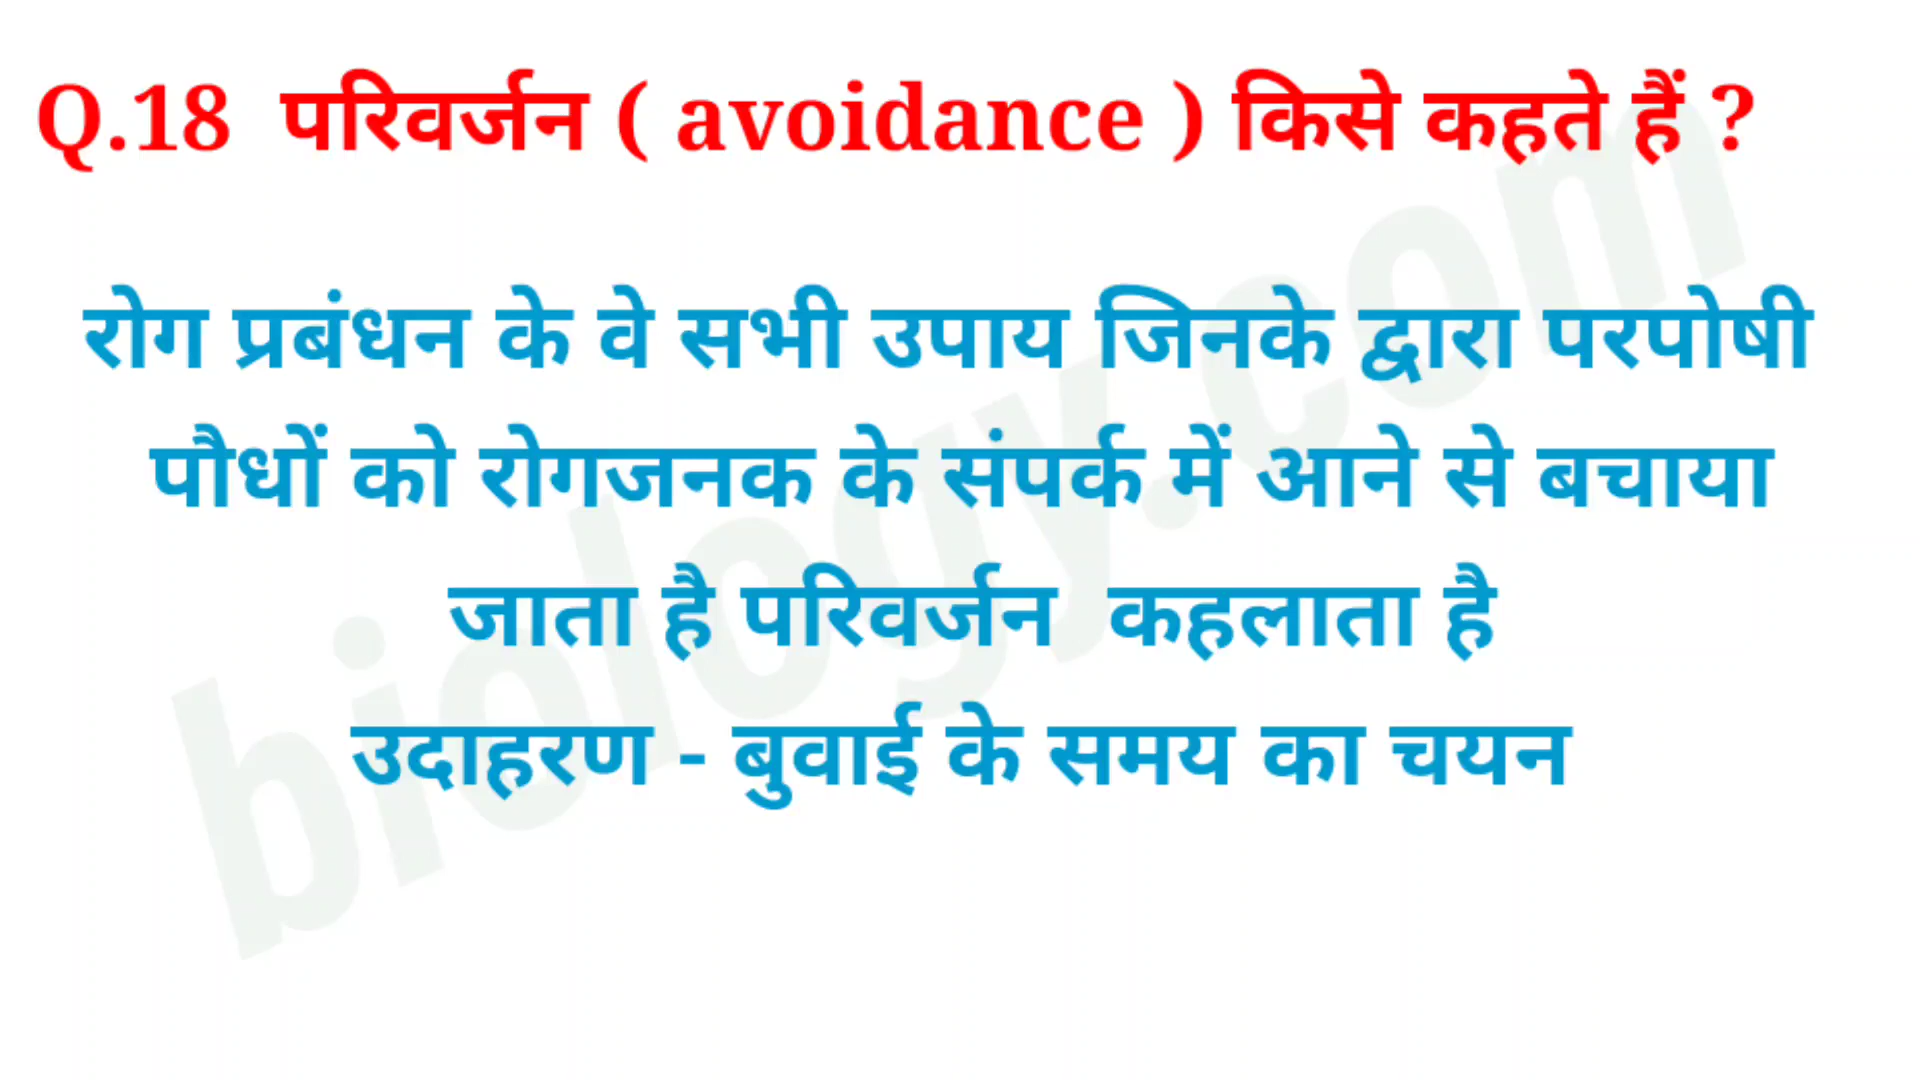 Q.18 परिवर्जन ( avoidance ) किसे कहते हैं ?
रोग प्रबंधन के वे सभी उपाय जिनके द्वारा परपोषी
पौधों को रोगजनक के संपर्क में आने से बचाया
जाता है परिवर्जन कहलाता है
उदाहरण - बुवाई के समय का चयन
biology.com